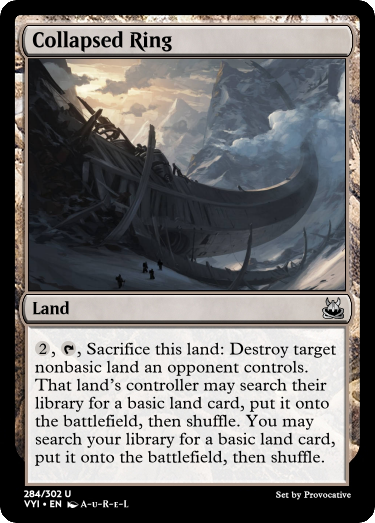 Collapsed Ring
Land
2, T, Sacrifice this land: Destroy target
nonbasic land an opponent controls.
That land's controller may search their
library for a basic land card, put it onto
the battlefield, then shuffle. You may
search your library for a basic land card,
put it onto the battlefield, then shuffle.
284/302 U
VYI • EN A-u-R-e-L
Set by Provocative